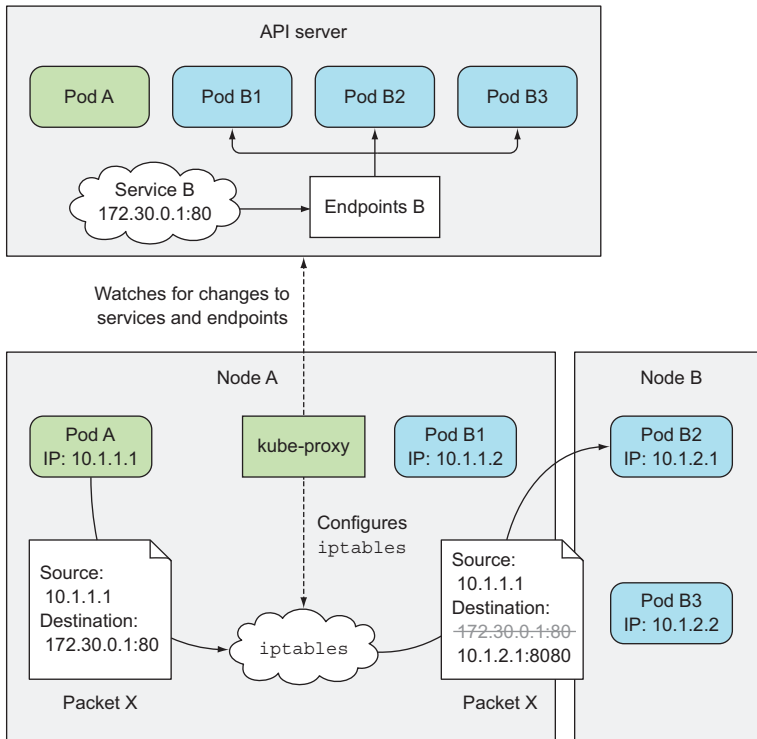 API server
Pod A
Pod B1
Pod B2
Pod B3
Service B
172.30.0.1:80
Endpoints B
Watches for changes to
services and endpoints
Node A
Node B
Pod A
IP: 10.1.1.1
kube-proxy
Pod B1
IP: 10.1.1.2
Pod B2
IP: 10.1.2.1
Configures
iptables
Source:
10.1.1.1
Destination:
172.30.0.1:80
Packet X
iptables
Source:
10.1.1.1
Destination:
172.30.0.1:80
10.1.2.1:8080
Packet X
Pod B3
IP: 10.1.2.2